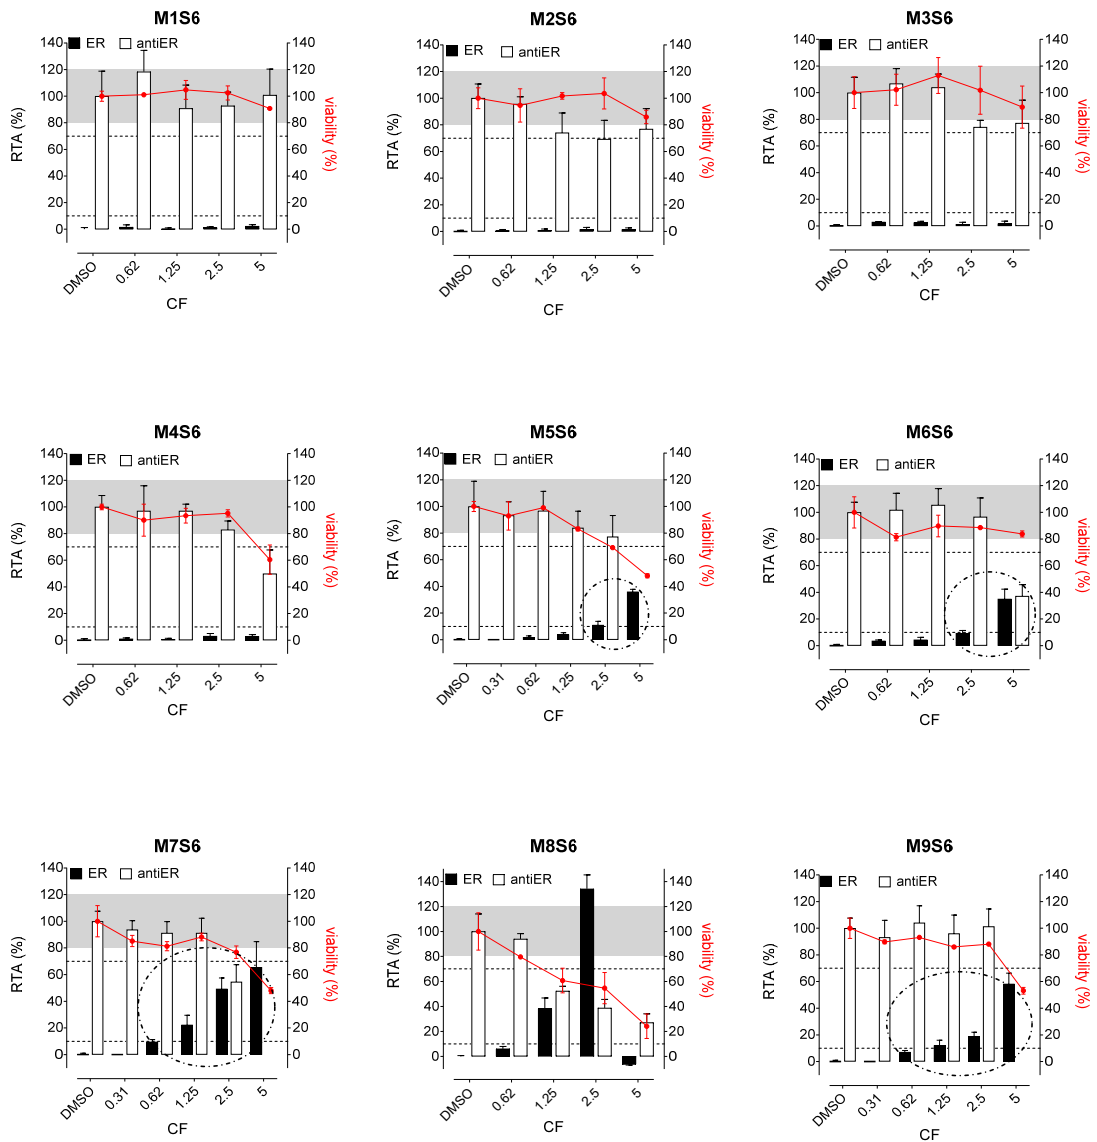 M1S6
ER antiER
140 120 100 80 60 40 20 0
RTA (%)
140 120 100 80 60 40 20 0
viability (%)
DMSO 0.62 1.25 2.5 5
CF
M2S6
ER antiER
140 120 100 80 60 40 20 0
RTA (%)
140 120 100 80 60 40 20 0
viability (%)
DMSO 0.62 1.25 2.5 5
CF
M3S6
ER antiER
140 120 100 80 60 40 20 0
RTA (%)
140 120 100 80 60 40 20 0
viability (%)
DMSO 0.62 1.25 2.5 5
CF
M4S6
ER antiER
140 120 100 80 60 40 20 0
RTA (%)
140 120 100 80 60 40 20 0
viability (%)
DMSO 0.62 1.25 2.5 5
CF
M5S6
ER antiER
140 120 100 80 60 40 20 0
RTA (%)
140 120 100 80 60 40 20 0
viability (%)
DMSO 0.31 0.62 1.25 2.5 5
CF
M6S6
ER antiER
140 120 100 80 60 40 20 0
RTA (%)
140 120 100 80 60 40 20 0
viability (%)
DMSO 0.62 1.25 2.5 5
CF
M7S6
ER antiER
140 120 100 80 60 40 20 0
RTA (%)
140 120 100 80 60 40 20 0
viability (%)
DMSO 0.31 0.62 1.25 2.5 5
CF
M8S6
ER antiER
140 120 100 80 60 40 20 0
RTA (%)
140 120 100 80 60 40 20 0
viability (%)
DMSO 0.62 1.25 2.5 5
CF
M9S6
ER antiER
140 120 100 80 60 40 20 0
RTA (%)
140 120 100 80 60 40 20 0
viability (%)
DMSO 0.31 0.62 1.25 2.5 5
CF